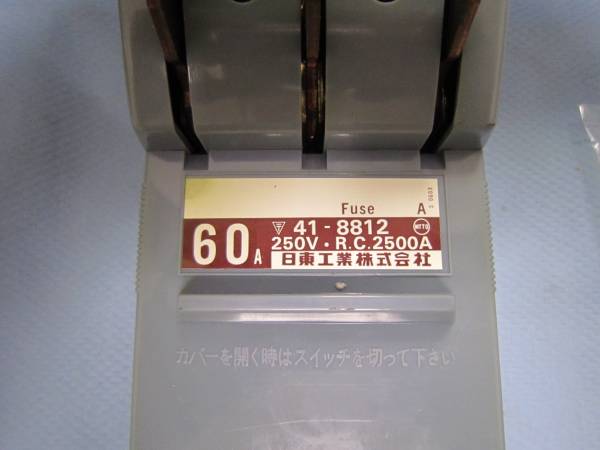 Fuse A
60A
41-8812
NITTO
250V・R.C.2500A
日東工業株式会社
カバーを開く時はスイッチを切って下さい